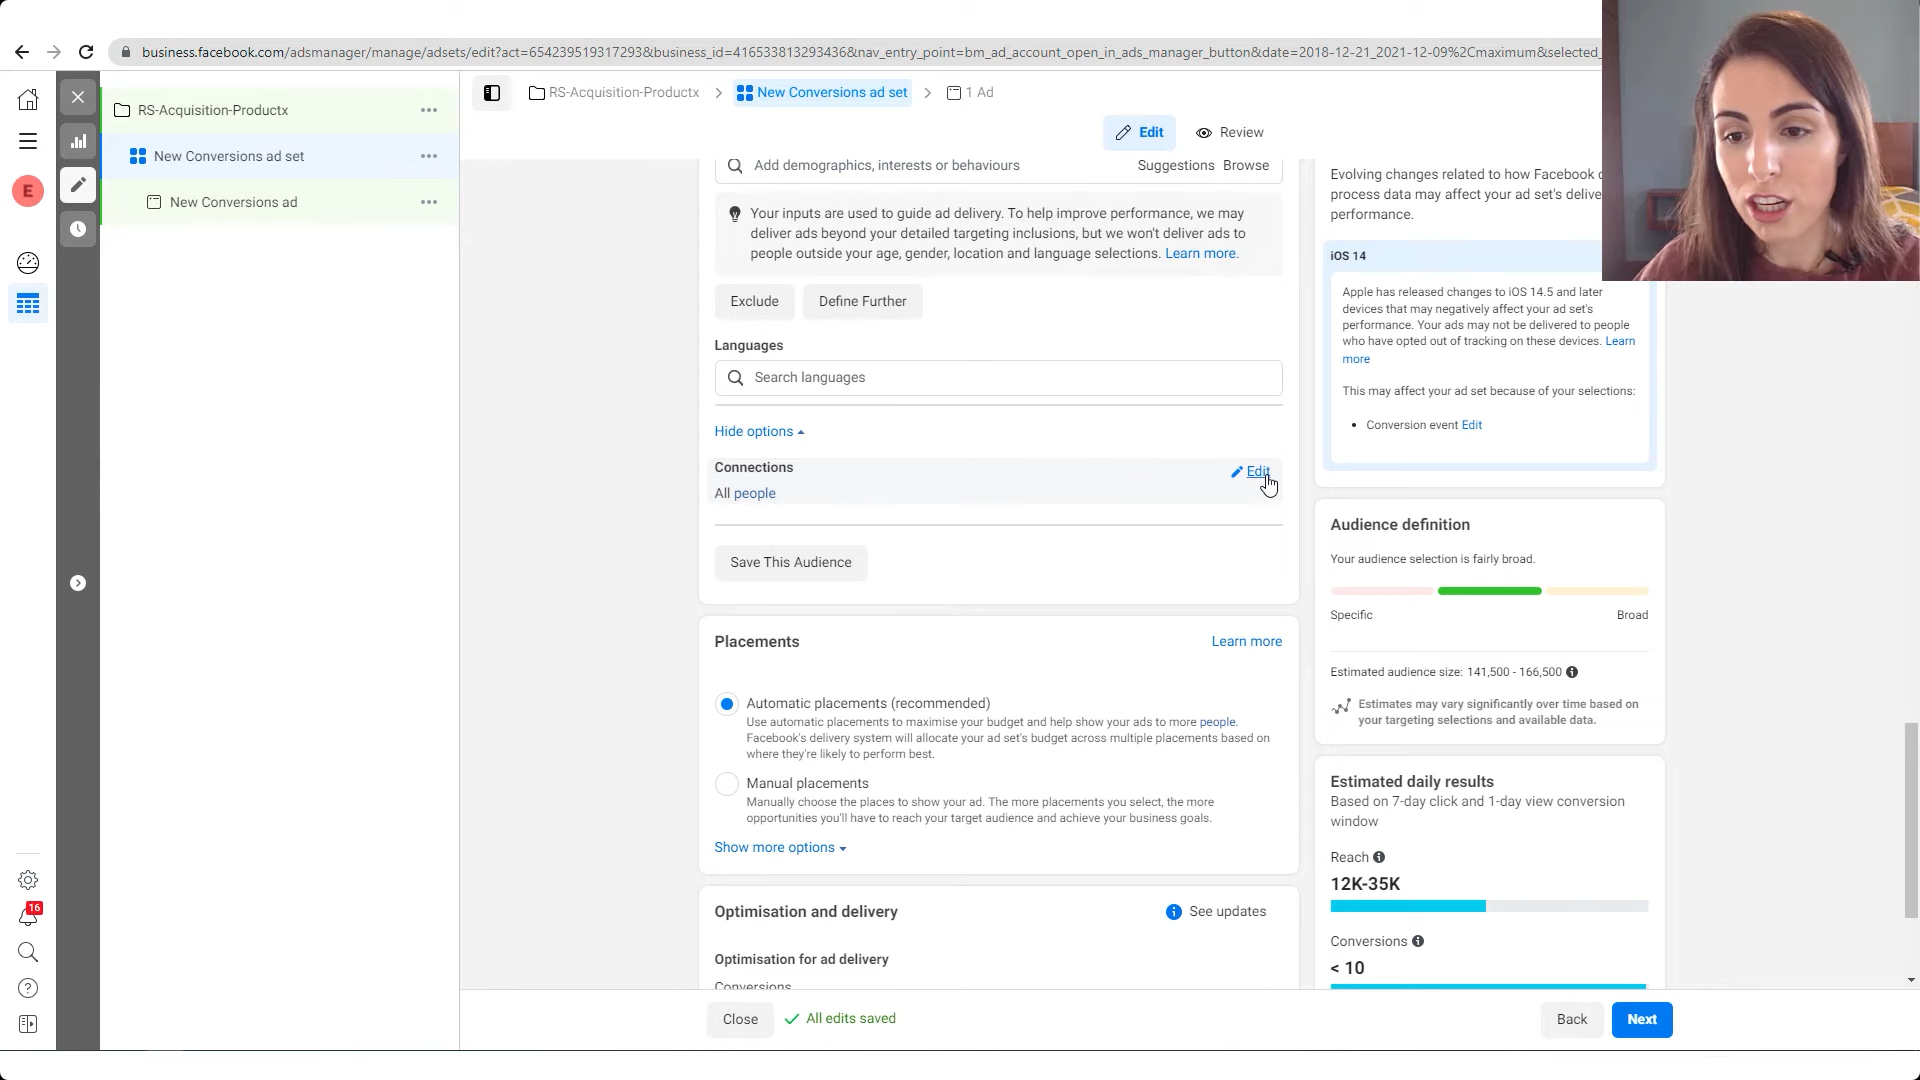 business.facebook.com/adsmanager/manage/adsets/edit?act=654239519317293&business_id=416533813293436&nav_entry_point=bm_ad_account_open_in_ads_manager_button&date=2018-12-21_2021-12-09%2Cmaximum&selected_
E
16
RS-Acquisition-Productx
New Conversions ad set
New Conversions ad
RS-Acquisition-Productx > New Conversions ad set > 1 Ad
Edit Review
Add demographics, interests or behaviours Suggestions Browse
Your inputs are used to guide ad delivery. To help improve performance, we may
deliver ads beyond your detailed targeting inclusions, but we won't deliver ads to
people outside your age, gender, location and language selections. Learn more.
Exclude Define Further
Languages
Search languages
Hide options
Connections
Edit
All people
Save This Audience
Placements Learn more
Automatic placements (recommended)
Use automatic placements to maximise your budget and help show your ads to more people.
Facebook's delivery system will allocate your ad set's budget across multiple placements based on
where they're likely to perform best.
Manual placements
Manually choose the places to show your ad. The more placements you select, the more
opportunities you'll have to reach your target audience and achieve your business goals.
Show more options
Optimisation and delivery See updates
Optimisation for ad delivery
Conversions
Close All edits saved Back Next
Evolving changes related to how Facebook
process data may affect your ad set's
performance.
iOS 14
Apple has released changes to iOS 14.5 and later
devices that may negatively affect your ad set's
performance. Your ads may not be delivered to people
who have opted out of tracking on these devices. Learn
more
This may affect your ad set because of your selections:
• Conversion event Edit
Audience definition
Your audience selection is fairly broad.
Specific Broad
Estimated audience size: 141,500 - 166,500
Estimates may vary significantly over time based on
your targeting selections and available data.
Estimated daily results
Based on 7-day click and 1-day view conversion
window
Reach
12K-35K
Conversions
< 10